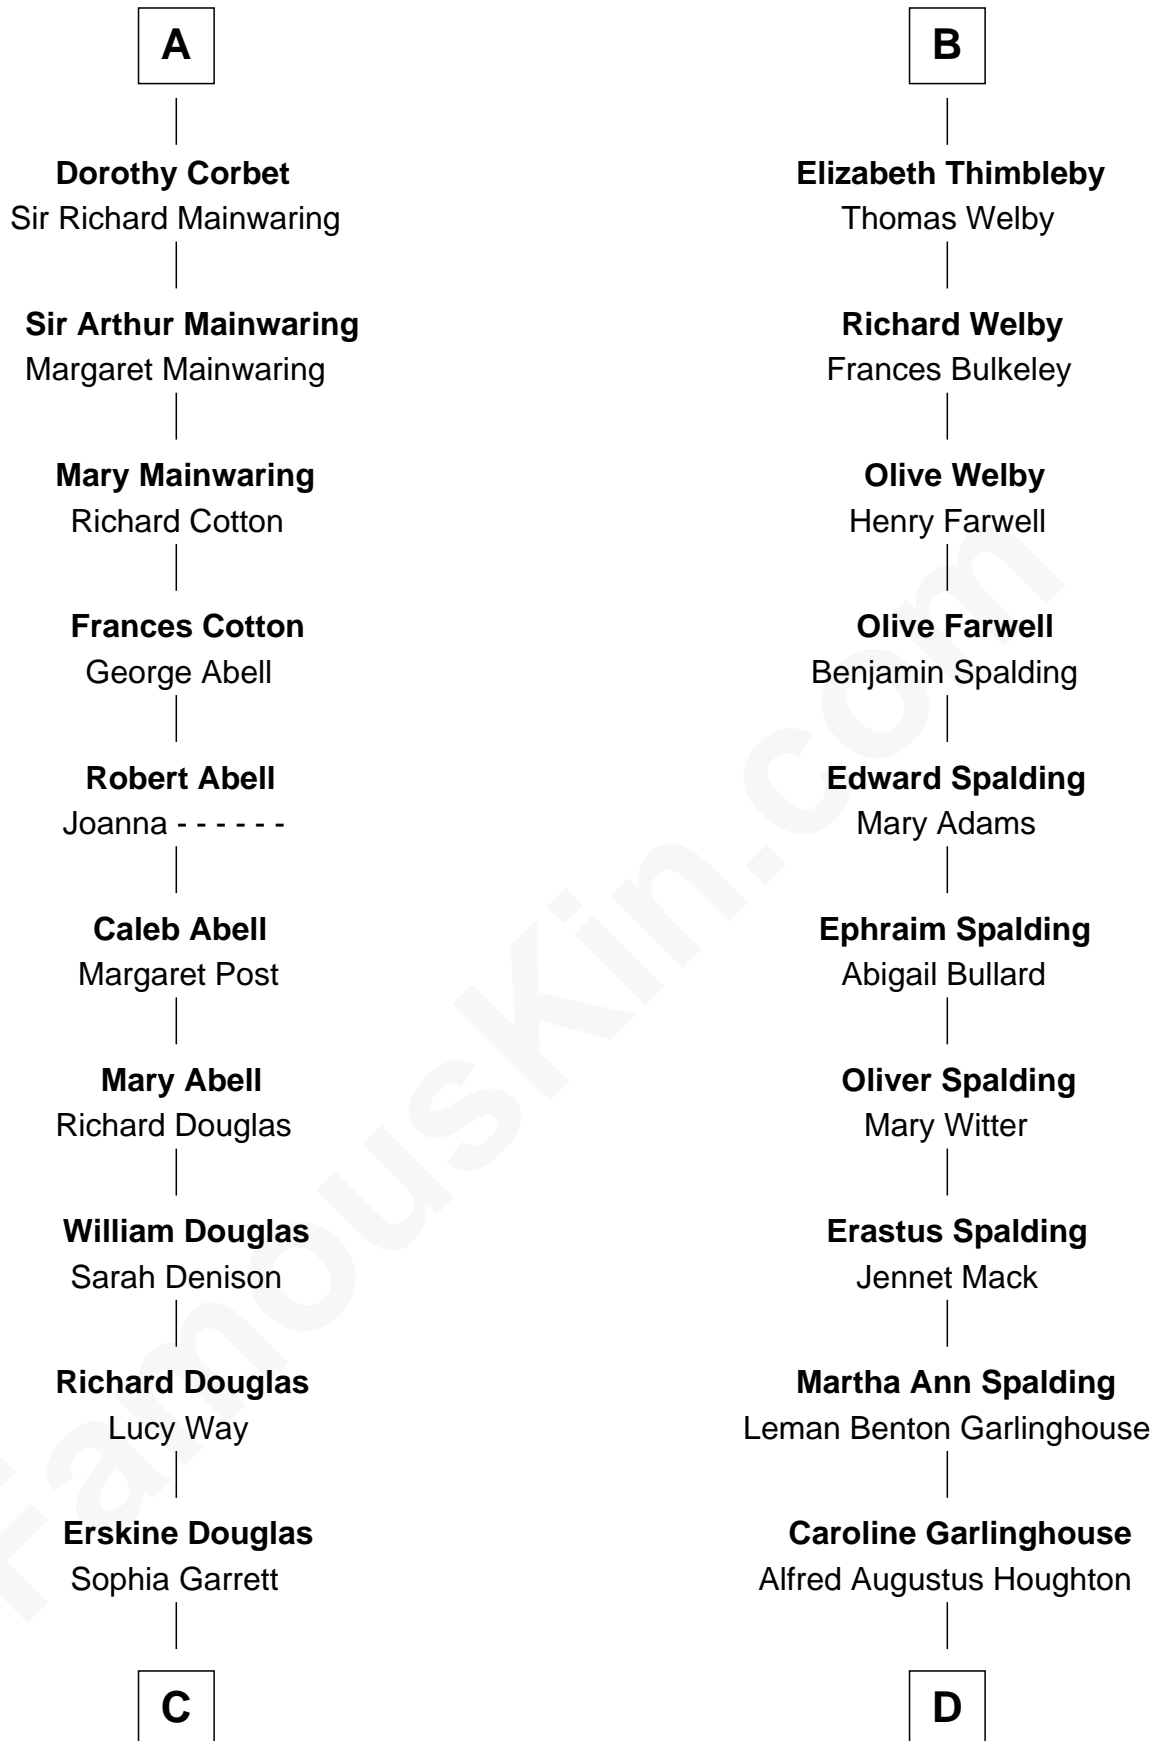 A
Dorothy Corbet
Sir Richard Mainwaring
Sir Arthur Mainwaring
Margaret Mainwaring
Mary Mainwaring
Richard Cotton
Frances Cotton
George Abell
Robert Abell
Joanna - - - - - -
Caleb Abell
Margaret Post
Mary Abell
Richard Douglas
William Douglas
Sarah Denison
Richard Douglas
Lucy Way
Erskine Douglas
Sophia Garrett
C
B
Elizabeth Thimbleby
Thomas Welby
Richard Welby
Frances Bulkeley
Olive Welby
Henry Farwell
Olive Farwell
Benjamin Spalding
Edward Spalding
Mary Adams
Ephraim Spalding
Abigail Bullard
Oliver Spalding
Mary Witter
Erastus Spalding
Jennet Mack
Martha Ann Spalding
Leman Benton Garlinghouse
Caroline Garlinghouse
Alfred Augustus Houghton
D
FamousKin.com